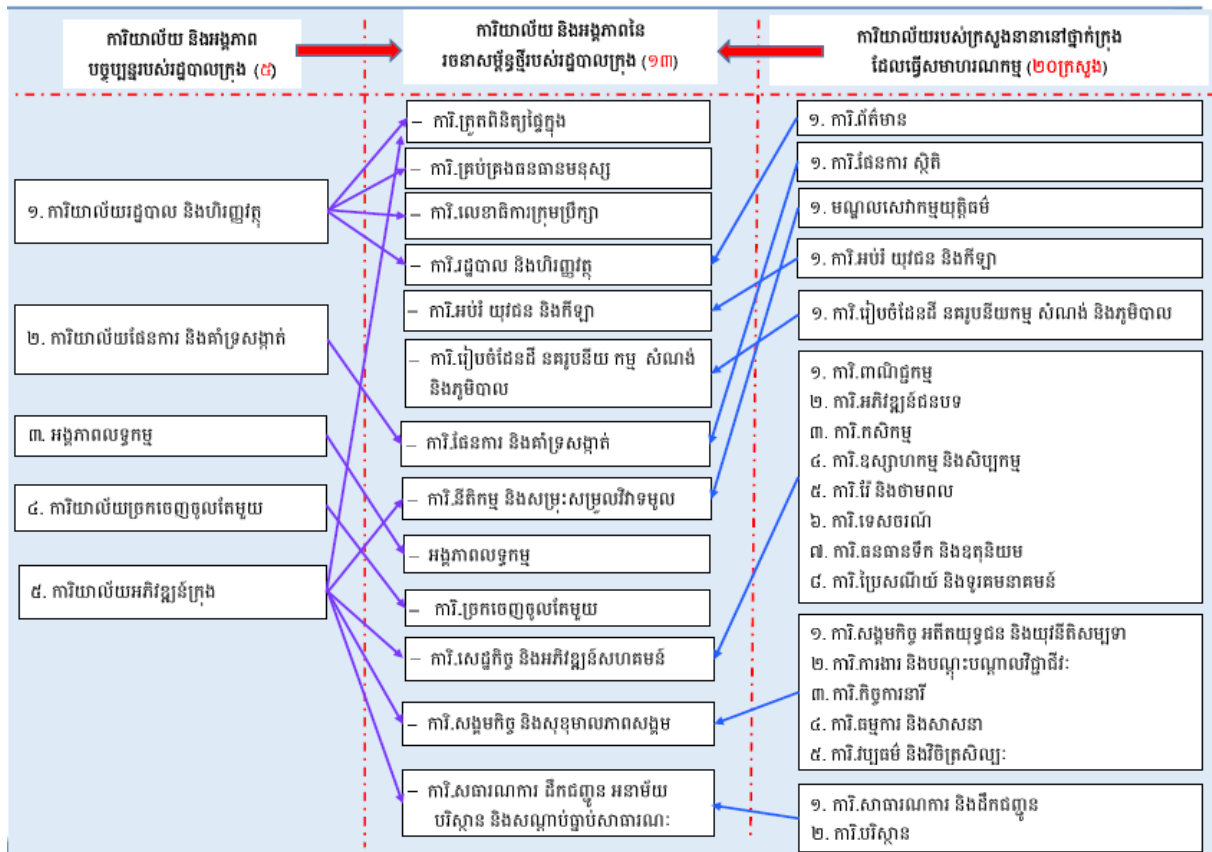 ការិយាល័យ និងអង្គភាព
បច្ចុប្បន្នរបស់រដ្ឋបាលក្រុង (៥)
ការិយាល័យ និងអង្គភាពនៃ
រចនាសម្ព័ន្ធថ្មីរបស់រដ្ឋបាលក្រុង (១៣)
ការិយាល័យរបស់ក្រសួងនានានៅថ្នាក់ក្រុង
ដែលធ្វើសមាហរណកម្ម (២០ក្រសួង)
១. ការិយាល័យរដ្ឋបាល និងហិរញ្ញវត្ថុ
២. ការិយាល័យផែនការ និងគាំទ្រសង្កាត់
៣. អង្គភាពលទ្ធកម្ម
៤. ការិយាល័យច្រកចេញចូលតែមួយ
៥. ការិយាល័យអភិវឌ្ឍន៍ក្រុង
– ការិ.ត្រួតពិនិត្យផ្ទៃក្នុង
– ការិ.គ្រប់គ្រងធនធានមនុស្ស
– ការិ.លេខាធិការក្រុមប្រឹក្សា
– ការិ.រដ្ឋបាល និងហិរញ្ញវត្ថុ
– ការិ.អប់រំ យុវជន និងកីឡា
– ការិ.រៀបចំដែនដី នគរូបនីយ កម្ម សំណង់
និងភូមិបាល
– ការិ.ផែនការ និងគាំទ្រសង្កាត់
– ការិ.នីតិកម្ម និងសម្រុះសម្រួលវិវាទមូល
– អង្គភាពលទ្ធកម្ម
– ការិ.ច្រកចេញចូលតែមួយ
– ការិ.សេដ្ឋកិច្ច និងអភិវឌ្ឍន៍សហគមន៍
– ការិ.សង្គមកិច្ច និងសុខុមាលភាពសង្គម
– ការិ.សធារណការ ដឹកជញ្ជូន អនាម័យ
បរិស្ថាន និងសណ្តាប់ធ្នាប់សាធារណៈ
១. ការិ.ព័ត៌មាន
១. ការិ.ផែនការ ស្ថិតិ
១. មណ្ឌលសេវាកម្មយុត្តិធម៌
១. ការិ.អប់រំ យុវជន និងកីឡា
១. ការិ.រៀបចំដែនដី នគរូបនីយកម្ម សំណង់ និងភូមិបាល
១. ការិ.ពាណិជ្ជកម្ម
២. ការិ.អភិវឌ្ឍន៍ជនបទ
៣. ការិ.កសិកម្ម
៤. ការិ.ឧស្សាហកម្ម និងសិប្បកម្ម
៥. ការិ.រ៉ែ និងថាមពល
៦. ការិ.ទេសចរណ៍
៧. ការិ.ធនធានទឹក និងឧតុនិយម
៨. ការិ.ប្រៃសណីយ៍ និងទូរគមនាគមន៍
១. ការិ.សង្គមកិច្ច អតីតយុទ្ធជន និងយុវនីតិសម្បទា
២. ការិ.ការងារ និងបណ្តុះបណ្តាលវិជ្ជាជីវៈ
៣. ការិ.កិច្ចការនារី
៤. ការិ.ធម្មការ និងសាសនា
៥. ការិ.វប្បធម៌ និងវិចិត្រសិល្បៈ
១. ការិ.សាធារណការ និងដឹកជញ្ជូន
២. ការិ.បរិស្ថាន